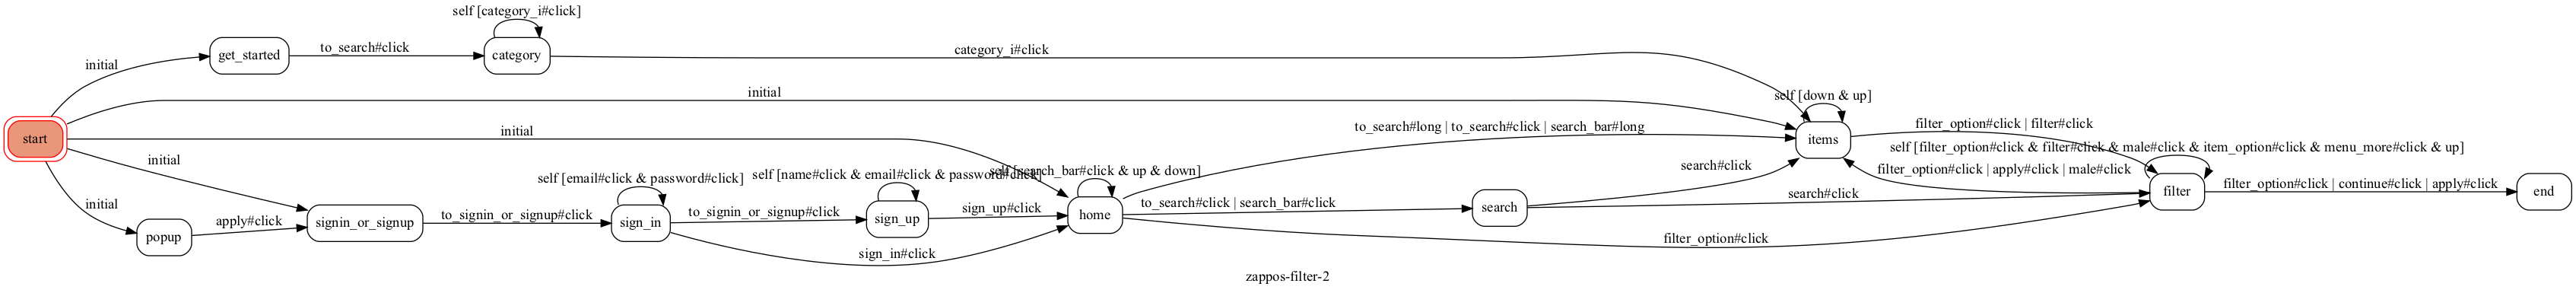 self [category_i#click]
initial
get_started
to_search#click
category
category_i#click
initial
self [down & up]
start
initial
to_search#long | to_search#click | search_bar#long
items
filter_option#click | filter#click
initial
self [email#click & password#click]
self [name#click & email#click & password#click]
self [search_bar#click & up & down]
search#click
self [filter_option#click & filter#click & male#click & item_option#click & menu_more#click & up]
filter_option#click | apply#click | male#click
initial
popup
apply#click
signin_or_signup
to_signin_or_signup#click
sign_in
to_signin_or_signup#click
sign_up
sign_up#click
home
to_search#click | search_bar#click
search
search#click
filter
filter_option#click | continue#click | apply#click
end
sign_in#click
filter_option#click
zappos-filter-2